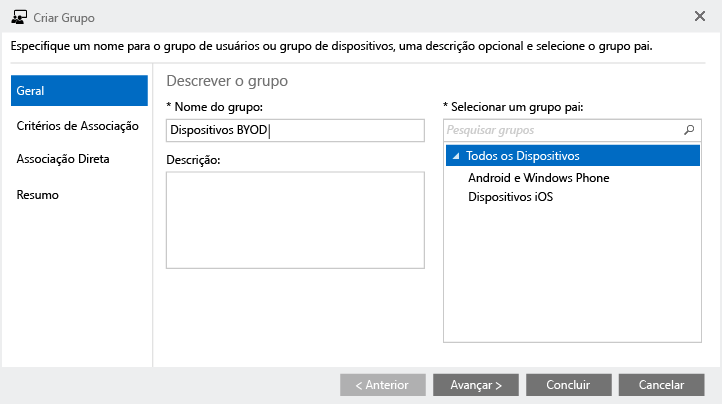 Criar Grupo
Especifique um nome para o grupo de usuários ou grupo de dispositivos, uma descrição opcional e selecione o grupo pai.
Geral
Critérios de Associação
Associação Direta
Resumo
Descrever o grupo
* Nome do grupo:
Dispositivos BYOD
Descrição:
* Selecionar um grupo pai:
Pesquisar grupos
Todos os Dispositivos
Android e Windows Phone
Dispositivos iOS
< Anterior
Avançar >
Concluir
Cancelar